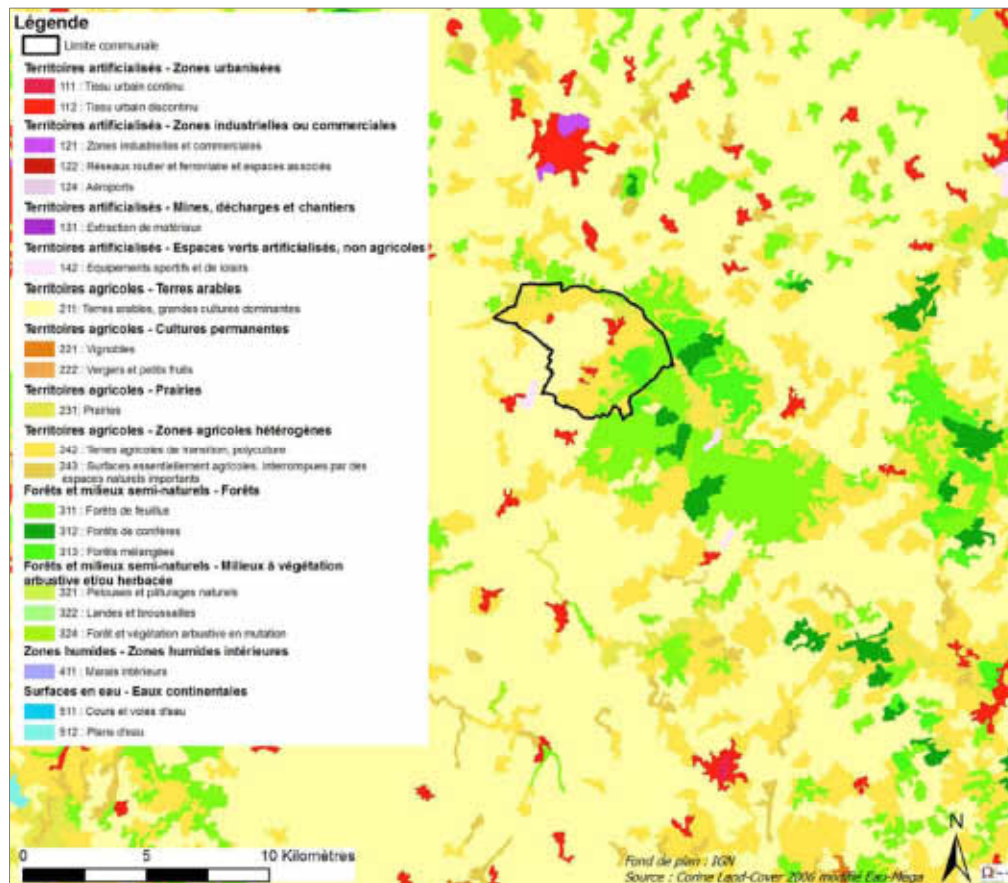 Légende
Limite communale
Territoires artificialisés - Zones urbanisées
111 : Tissu urbain continu
112 : Tissu urbain discontinu
Territoires artificialisés - Zones industrielles ou commerciales
121 : Zones industrielles et commerciales
122 : Réseaux routier et ferroviaire et espaces associés
124 : Aéroports
Territoires artificialisés - Mines, décharges et chantiers
131 : Extraction de matériaux
Territoires artificialisés - Espaces verts artificialisés, non agricoles
142 : Equipements sportifs et de loisirs
Territoires agricoles - Terres arables
211: Terres arables, grandes cultures dominantes
Territoires agricoles - Cultures permanentes
221 : Vignobles
222 : Vergers et petits fruits
Territoires agricoles - Prairies
231: Prairies
Territoires agricoles - Zones agricoles hétérogènes
242 : Terres agricoles de transition, polyculture
243 : Surfaces essentiellement agricoles, interrompues par des
espaces naturels importants
Forêts et milieux semi-naturels - Forêts
311 : Forêts de feuillus
312 : Forêts de conifères
313 : Forêts mélangées
Forêts et milieux semi-naturels - Milieux à végétation
arbustive et/ou herbacée
321 : Pelouses et pâturages naturels
322 : Landes et broussailles
324 : Forêt et végétation arbustive en mutation
Zones humides - Zones humides intérieures
411 : Marais intérieurs
Surfaces en eau - Eaux continentales
511 : Cours et voies d'eau
512 : Plans d'eau
0 5 10 Kilomètres
Fond de plan : IGN
Source : Corine Land-Cover 2006 modifié Eau-Méga
N